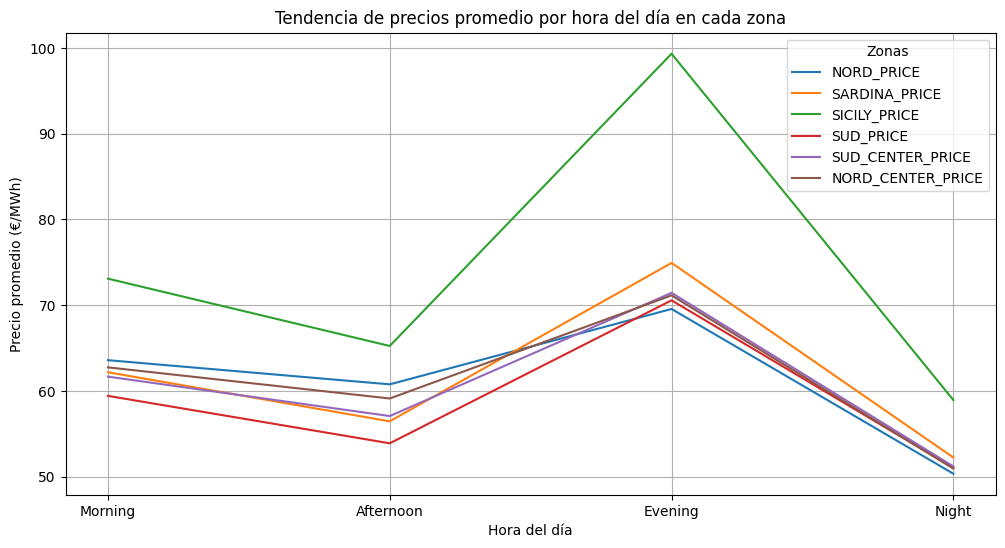 Tendencia de precios promedio por hora del día en cada zona
Precio promedio (€/MWh)
100
90
80
70
60
50
Zonas
NORD_PRICE
SARDINA_PRICE
SICILY_PRICE
SUD_PRICE
SUD_CENTER_PRICE
NORD_CENTER_PRICE
Morning
Afternoon
Evening
Night
Hora del día